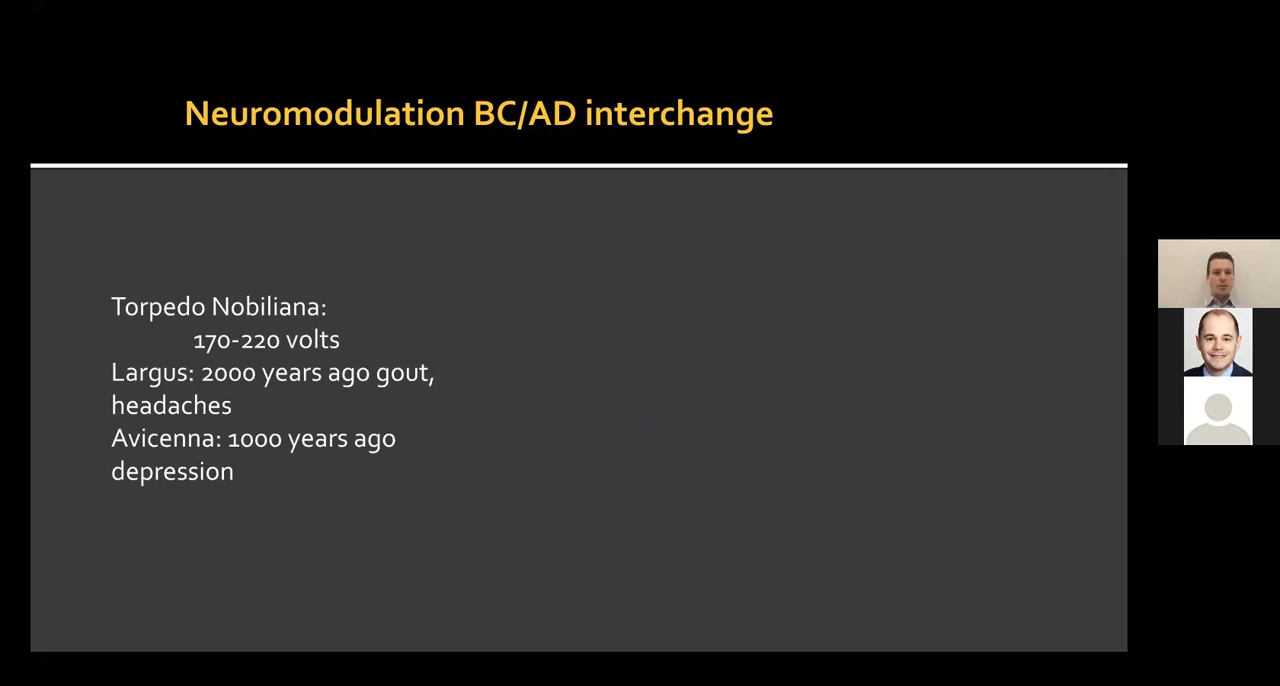 Neuromodulation BC/AD interchange
Torpedo Nobiliana:
170-220 volts
Largus: 2000 years ago gout,
headaches
Avicenna: 1000 years ago
depression